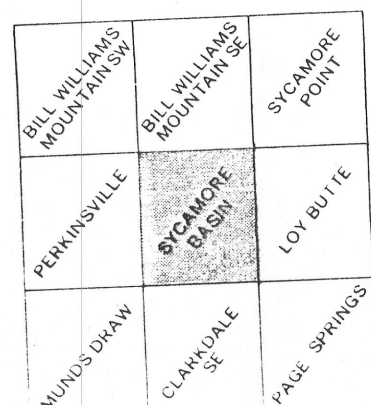 BILL WILLIAMS
MOUNTAIN SW
BILL WILLIAMS
MOUNTAIN SE
SYCAMORE
POINT
PERKINSVILLE
SYCAMORE
BASIN
LOY BUTTE
MUNDS DRAW
CLARKDALE
SE
PAGE SPRINGS